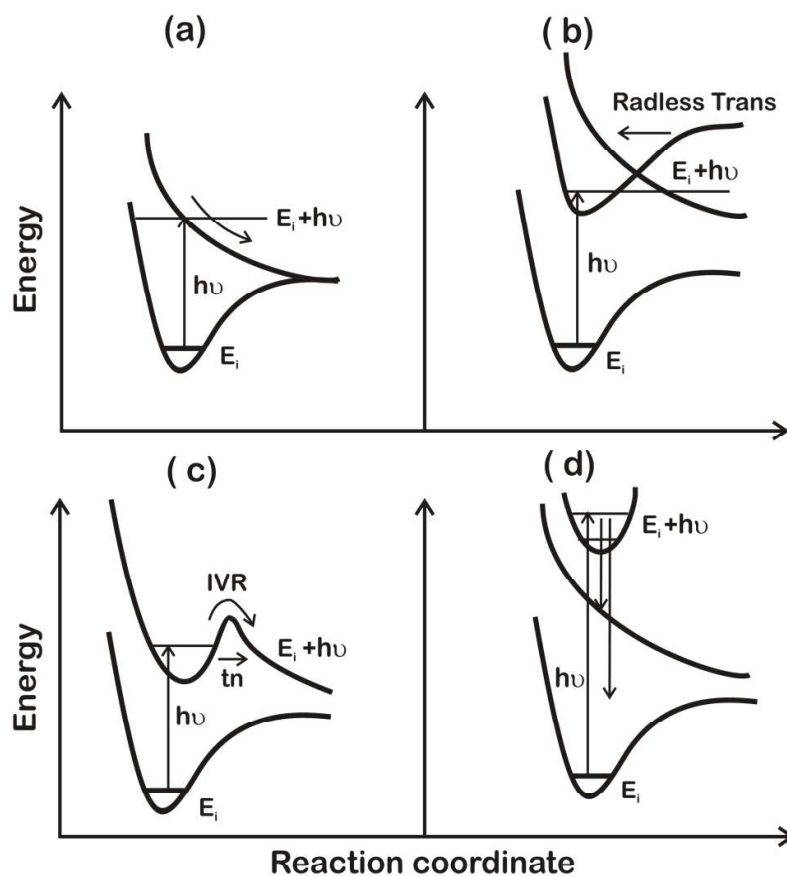 (a)
( b)
Radless Trans
Eᵢ+hυ
Eᵢ+hυ
hυ
hυ
Eᵢ
Eᵢ
Energy
( c)
( d)
Eᵢ+hυ
IVR
Eᵢ+hυ
tn
hυ
hυ
Eᵢ
Eᵢ
Energy
Reaction coordinate